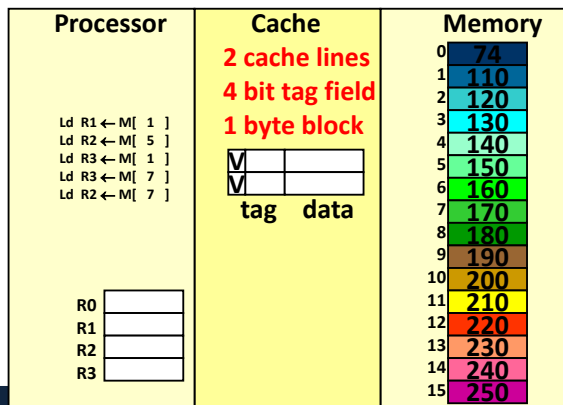 Processor
Ld R1 ← M[ 1 ]
Ld R2 ← M[ 5 ]
Ld R3 ← M[ 1 ]
Ld R3 ← M[ 7 ]
Ld R2 ← M[ 7 ]
R0
R1
R2
R3
Cache
2 cache lines
4 bit tag field
1 byte block
V
V
tag data
Memory
0 74
1 110
2 120
3 130
4 140
5 150
6 160
7 170
8 180
9 190
10 200
11 210
12 220
13 230
14 240
15 250